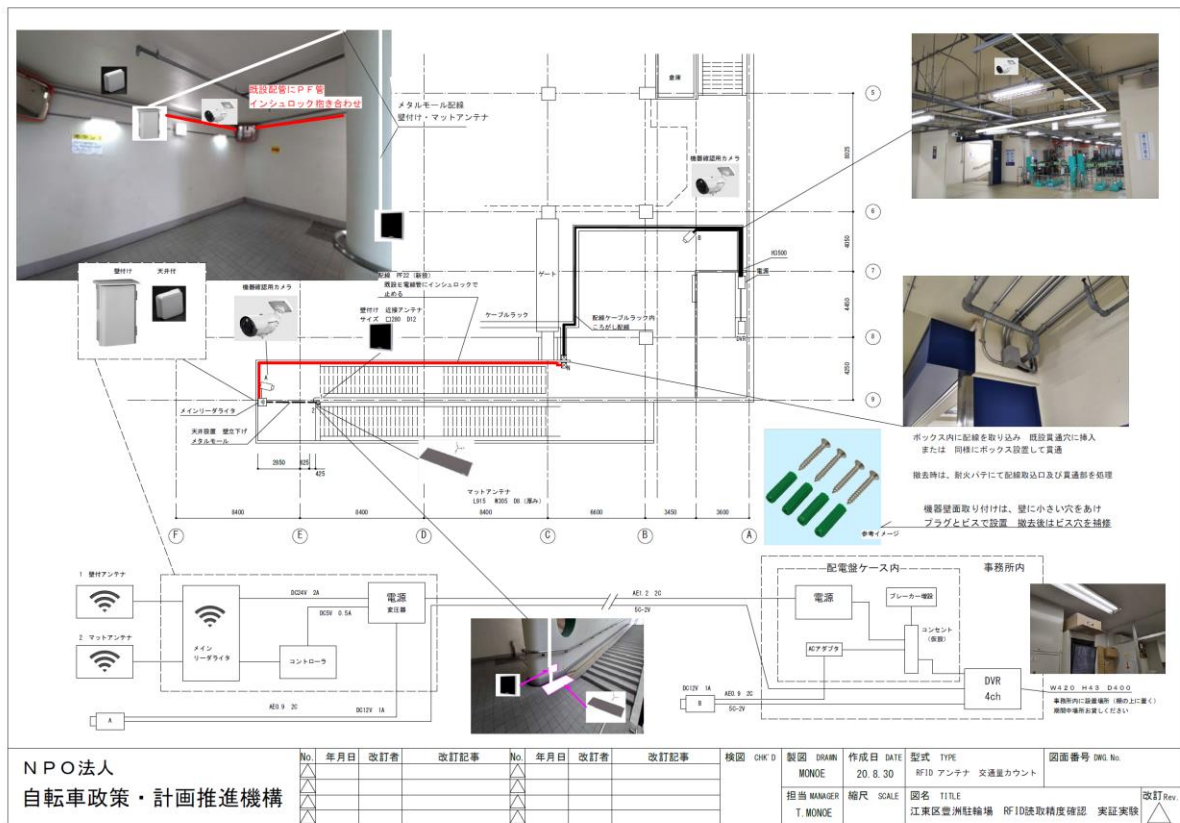 既設配管にＰＦ管
インシュロック抱き合わせ
メタルモール配線
壁付け・マットアンテナ
倉庫
機器確認用カメラ
5
6
7
8
9
6025
4050
4450
4250
B
H3500
電源
DVR
ゲート
壁付け
天井付
機器確認用カメラ
配線 PF22（新設）
既設Ｅ電線管にインシュロックで
止める
壁付け 近接アンテナ
サイズ □280 D12
ケーブルラック
配線ケーブルラック内
ころがし配線
A
メインリーダライタ
天井設置 壁立下げ
メタルモール
2
2650
925
425
マットアンテナ
L915 W305 D8（厚み）
8400
8400
8400
6600
3450
3600
F
E
D
C
B
A
ボックス内に配線を取り込み 既設貫通穴に挿入
または 同様にボックス設置して貫通
撤去時は、耐火パテにて配線取込口及び貫通部を処理
機器壁面取り付けは、壁に小さい穴をあけ
プラグとビスで設置 撤去後はビス穴を補修
参考イメージ
1 壁付アンテナ
2 マットアンテナ
メイン
リーダライタ
DC24V 2A
DC5V 0.5A
コントローラ
電源
変圧器
AE0.9 2C
DC12V 1A
A
AE1.2 2C
5C-2V
配電盤ケース内
事務所内
電源
ブレーカー増設
コンセント
（仮設）
ACアダプタ
DVR
4ch
DC12V 1A
B
AE0.9 2C
5C-2V
Ｗ４２０ Ｈ４３ Ｄ４００
事務所内に設置場所（棚の上に置く）
期間中場所お貸しください
ＮＰＯ法人
自転車政策・計画推進機構
No. 年月日 改訂者 改訂記事 No. 年月日 改訂者 改訂記事
検図 CHK'D
製図 DRAWN
MONOE
作成日 DATE
20.8.30
型式 TYPE
RFID アンテナ 交通量カウント
図面番号 DWG No.
担当 MANAGER
T.MONOE
縮尺 SCALE
図名 TITLE
江東区豊洲駐輪場 RFID読取精度確認 実証実験
改訂Rev.